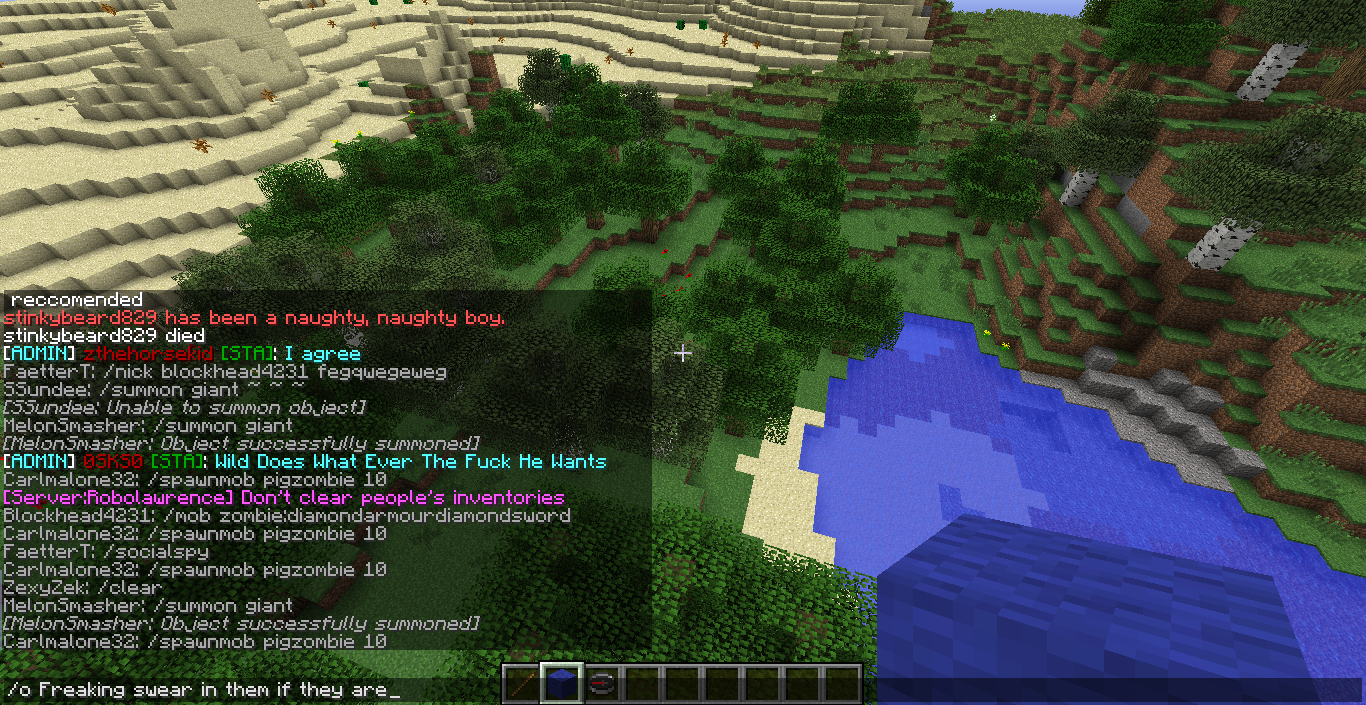 reccomended
stinkybeard829 has been a naughty, naughty boy.
stinkybeard829 died
[ADMIN] zthehorsekid [STA]: I agree
FaetterT: /nick blockhead4231 fegqwegeweg
SSundee: /summon giant ~ ~ ~
[SSundee: Unable to summon object]
MelonSmasher: /summon giant
[MelonSmasher: Object successfully summoned]
[ADMIN] 0SKS0 [STA]: Wild Does What Ever The Fuck He Wants
Carlmalone32: /spawnmob pigzombie 10
[Server:Robolawrence] Don't clear people's inventories
Blockhead4231: /mob zombie:diamondarmourdiamondsword
Carlmalone32: /spawnmob pigzombie 10
FaetterT: /socialspy
Carlmalone32: /spawnmob pigzombie 10
ZexyZek: /clear
MelonSmasher: /summon giant
[MelonSmasher: Object successfully summoned]
Carlmalone32: /spawnmob pigzombie 10
/o Freaking swear in them if they are_